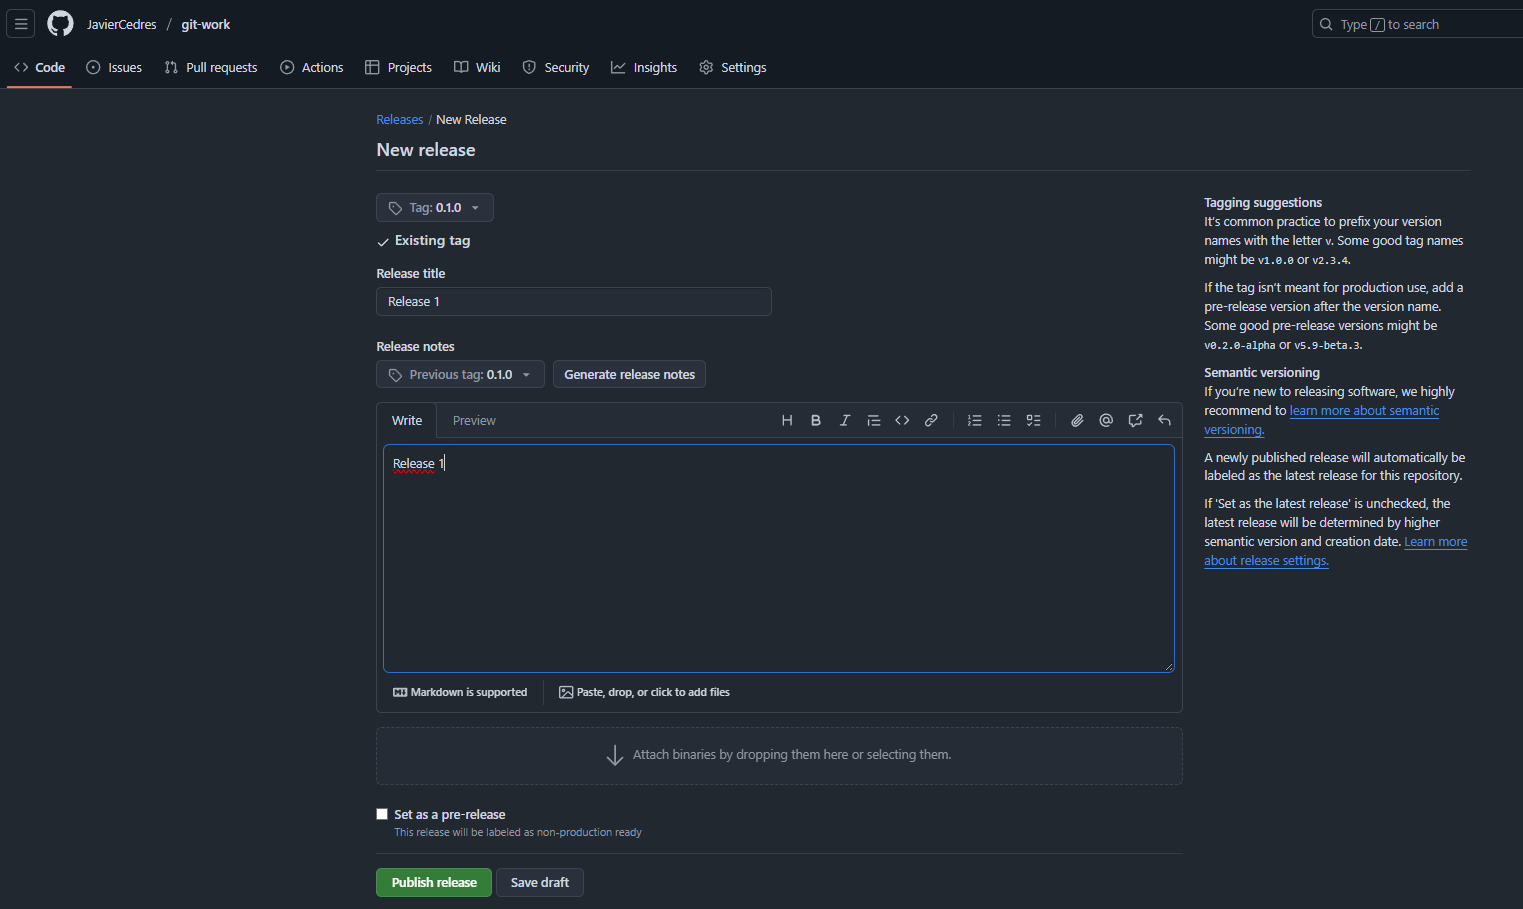 JavierCedres / git-work
Type / to search
Code Issues Pull requests Actions Projects Wiki Security Insights Settings
Releases / New Release
New release
Tag: 0.1.0
Existing tag
Release title
Release 1
Release notes
Previous tag: 0.1.0 Generate release notes
Write Preview
Release 1
Markdown is supported Paste, drop, or click to add files
Attach binaries by dropping them here or selecting them.
Set as a pre-release
This release will be labeled as non-production ready
Publish release Save draft
Tagging suggestions
It's common practice to prefix your version
names with the letter v. Some good tag names
might be v1.0.0 or v2.3.4.
If the tag isn't meant for production use, add a
pre-release version after the version name.
Some good pre-release versions might be
v0.2.0-alpha or v5.9-beta.3.
Semantic versioning
If you're new to releasing software, we highly
recommend to learn more about semantic
versioning.
A newly published release will automatically be
labeled as the latest release for this repository.
If 'Set as the latest release' is unchecked, the
latest release will be determined by higher
semantic version and creation date. Learn more
about release settings.